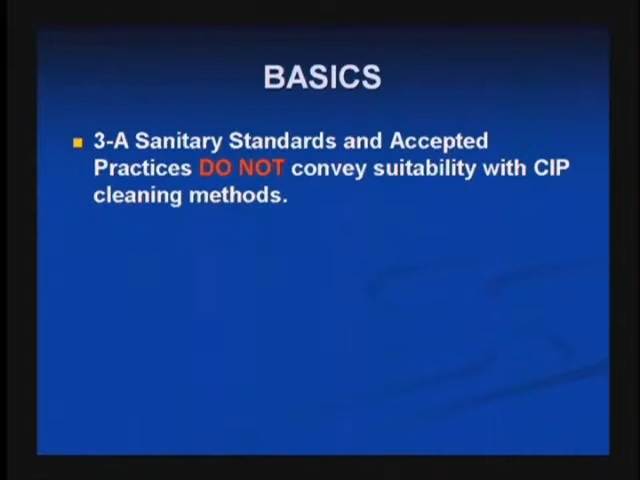 BASICS
3-A Sanitary Standards and Accepted
Practices DO NOT convey suitability with CIP
cleaning methods.